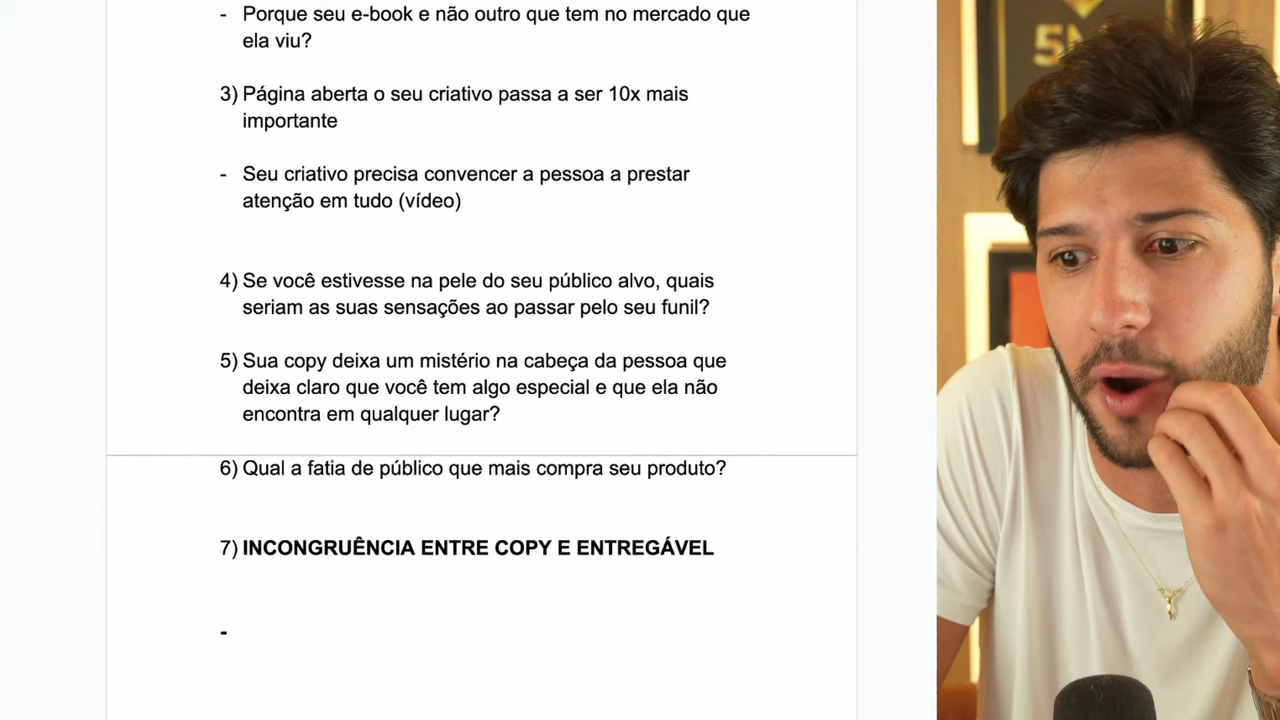 - Porque seu e-book e não outro que tem no mercado que
ela viu?
3) Página aberta o seu criativo passa a ser 10x mais
importante
- Seu criativo precisa convencer a pessoa a prestar
atenção em tudo (vídeo)
4) Se você estivesse na pele do seu público alvo, quais
seriam as suas sensações ao passar pelo seu funil?
5) Sua copy deixa um mistério na cabeça da pessoa que
deixa claro que você tem algo especial e que ela não
encontra em qualquer lugar?
6) Qual a fatia de público que mais compra seu produto?
7) INCONGRUÊNCIA ENTRE COPY E ENTREGÁVEL
-